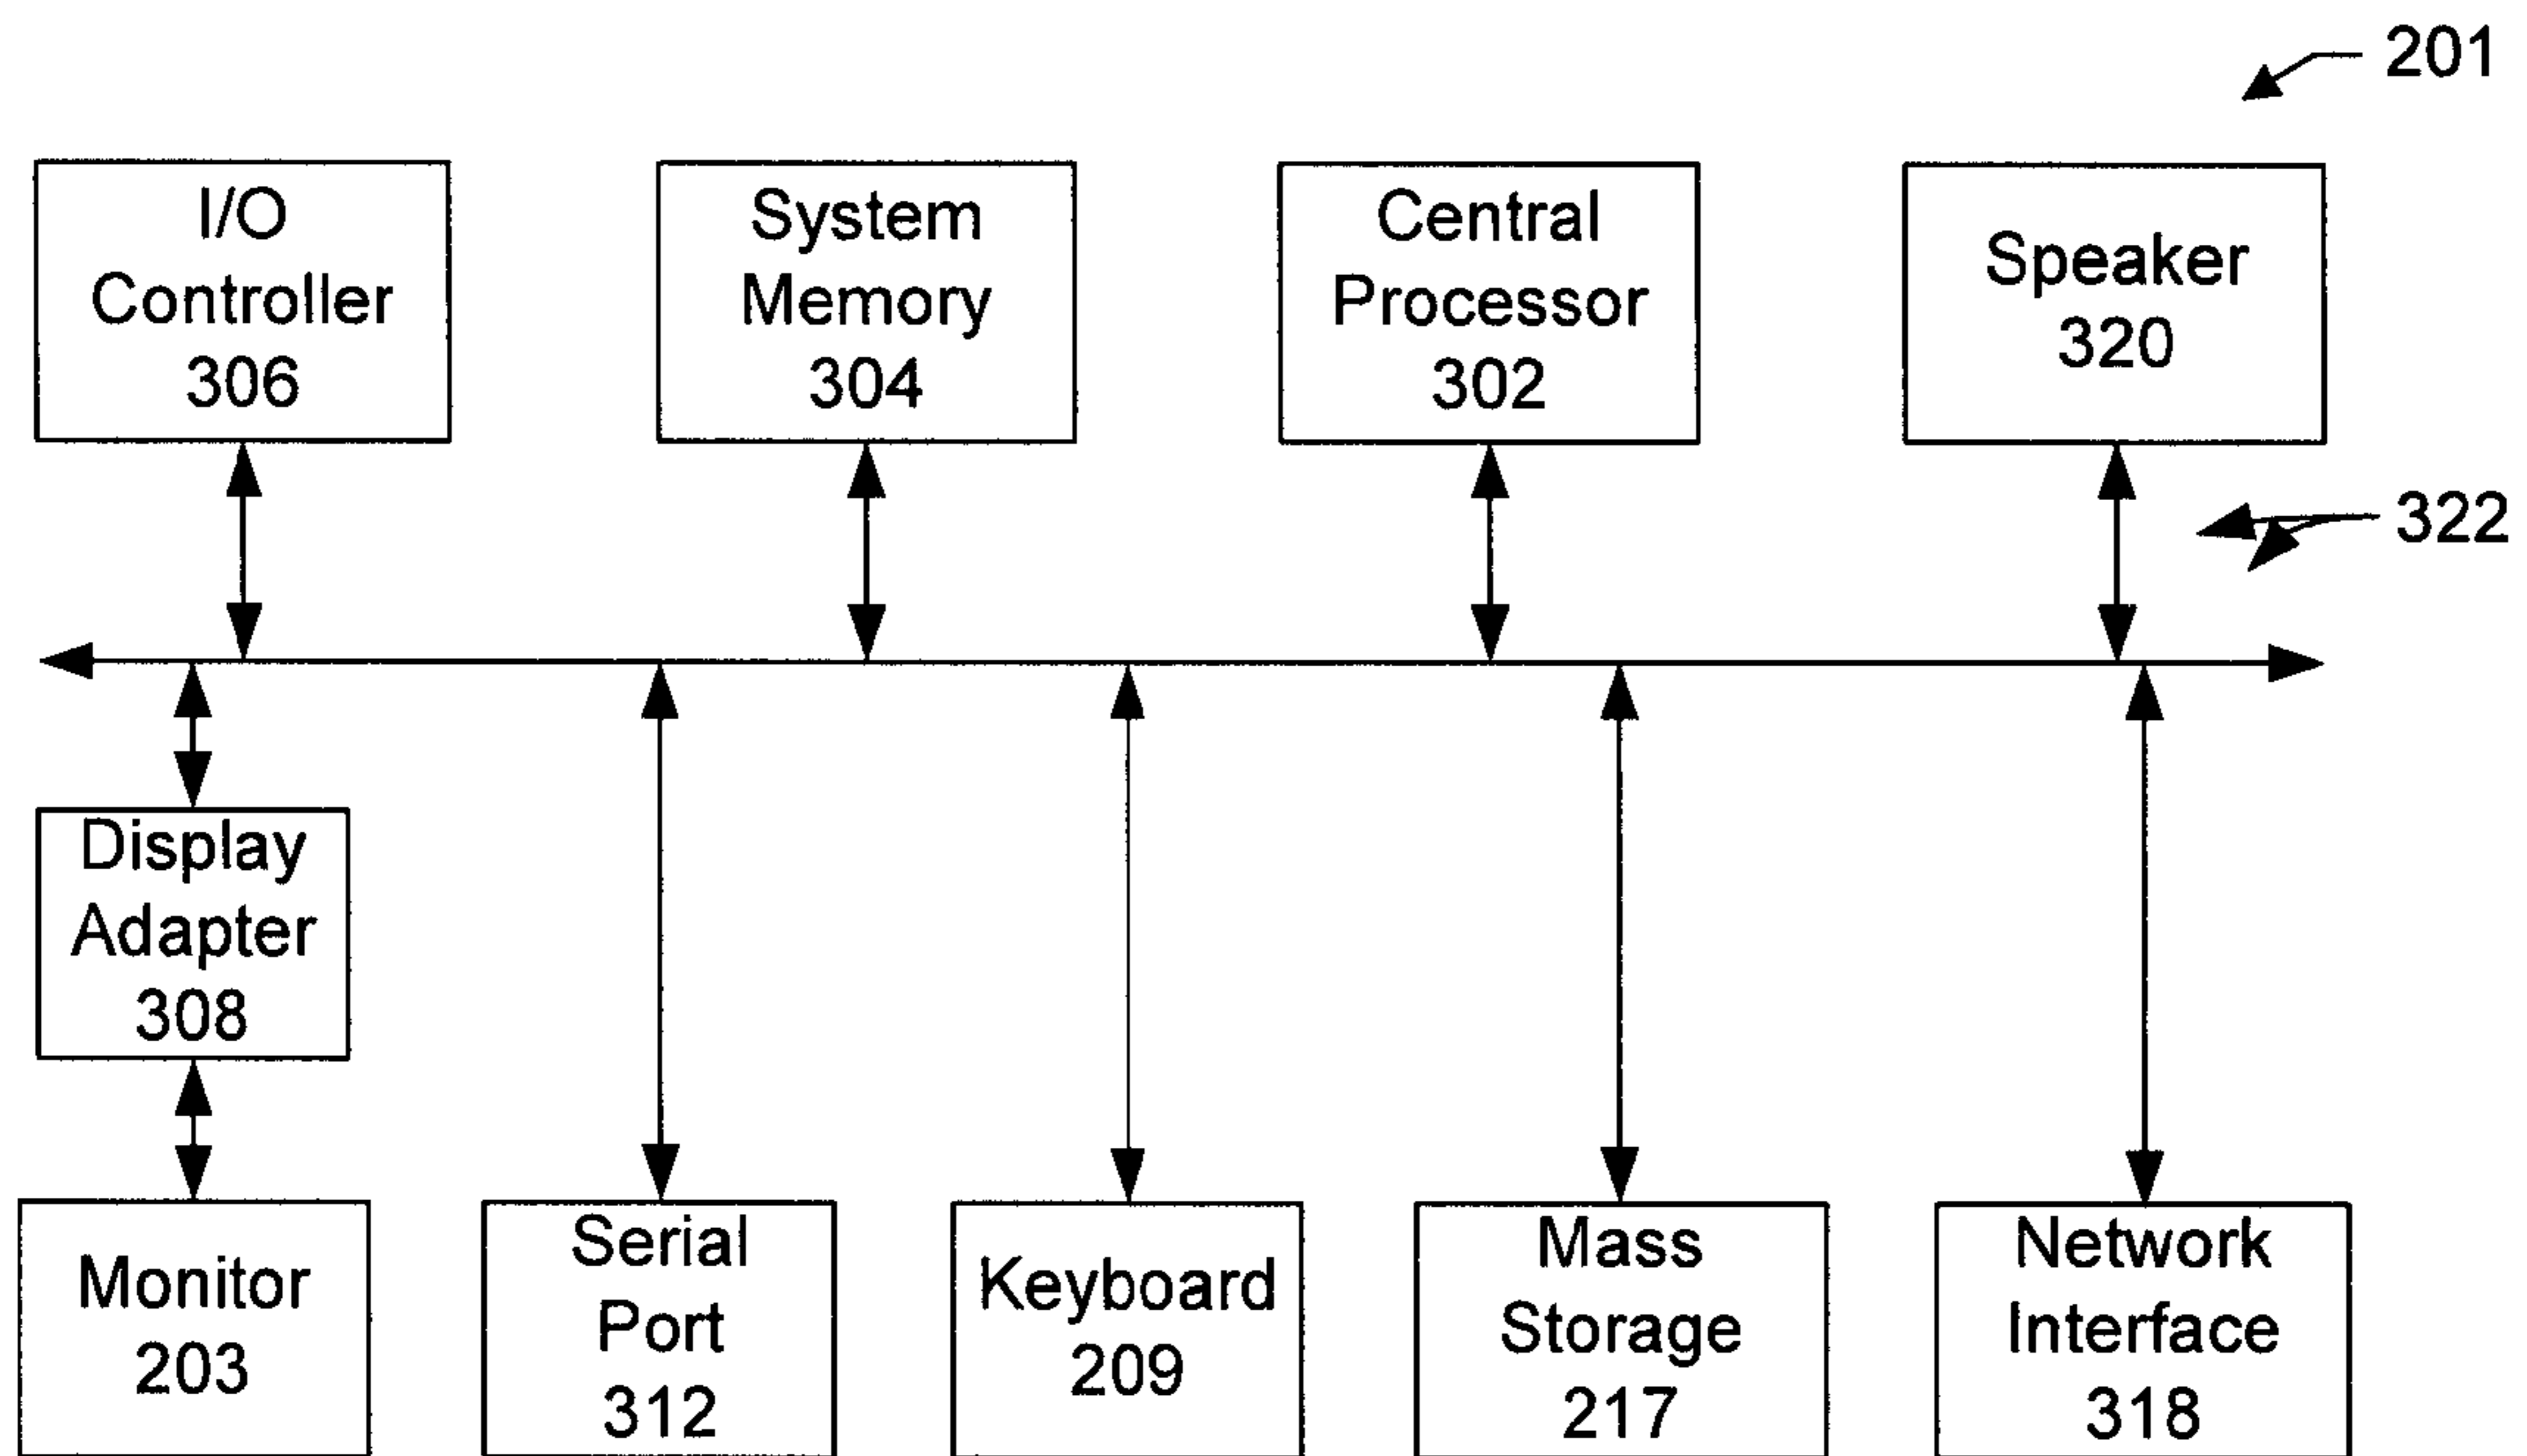 201
I/O
Controller
306
System
Memory
304
Central
Processor
302
Speaker
320
322
Display
Adapter
308
Monitor
203
Serial
Port
312
Keyboard
209
Mass
Storage
217
Network
Interface
318